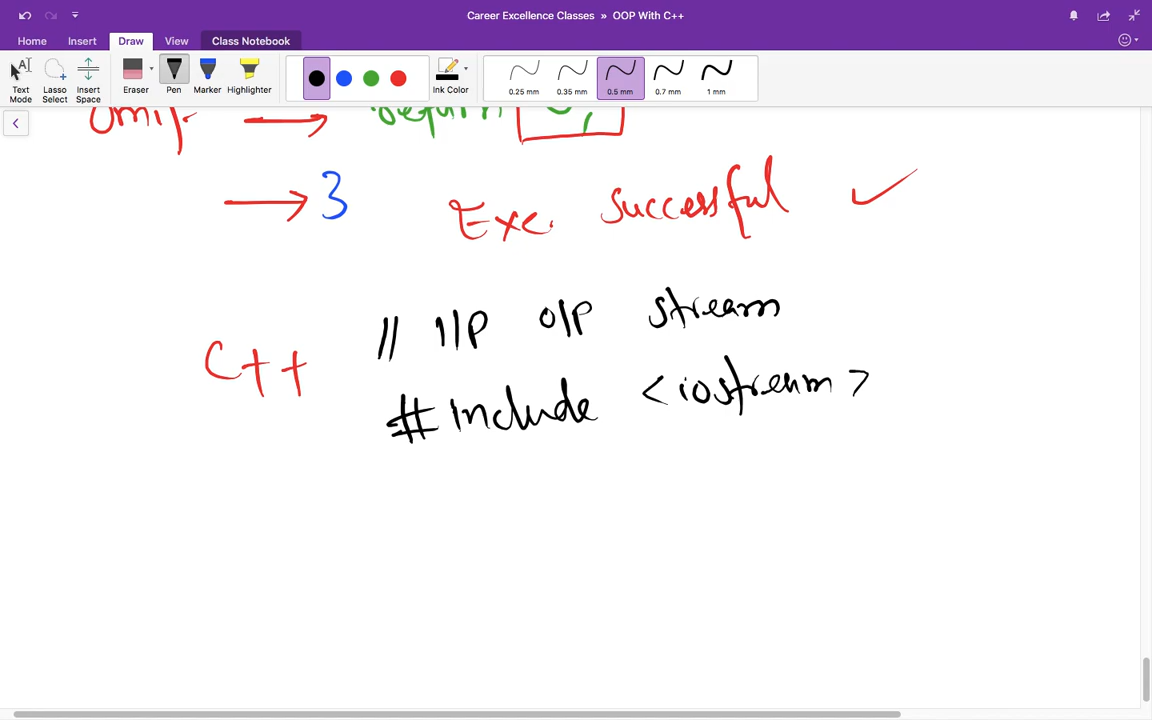 Career Excellence Classes » OOP With C++
Home Insert Draw View Class Notebook
Text Mode Lasso Select Insert Space Eraser Pen Marker Highlighter Ink Color 0.25 mm 0.35 mm 0.5 mm 0.7 mm 1 mm
omit → return
→ 3 Exe. successful ✓
// I/P O/P stream
C++
#include <iostream>